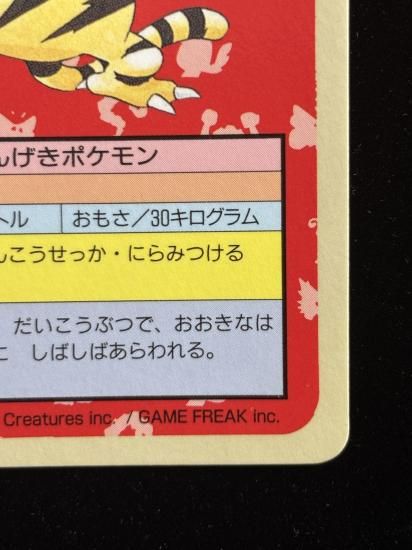 んげきポケモン
トル おもさ／30キログラム
こうせっか・にらみつける
だいこうぶつで、おおきなは
に しばしばあらわれる。
Creatures inc. / GAME FREAK inc.